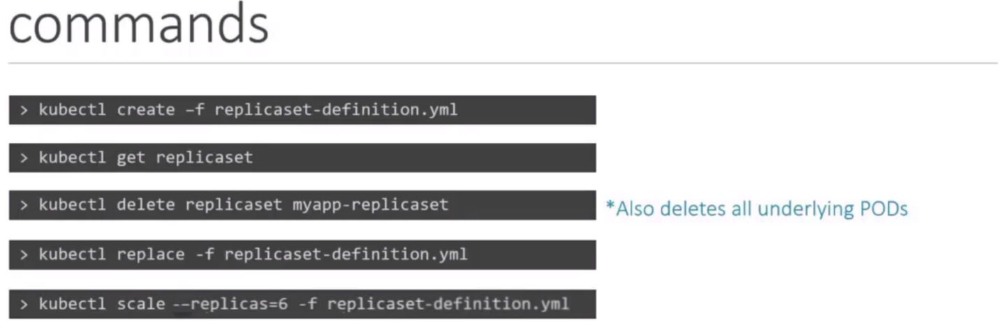 commands
> kubectl create –f replicaset-definition.yml
> kubectl get replicaset
> kubectl delete replicaset myapp-replicaset
*Also deletes all underlying PODs
> kubectl replace -f replicaset-definition.yml
> kubectl scale --replicas=6 -f replicaset-definition.yml